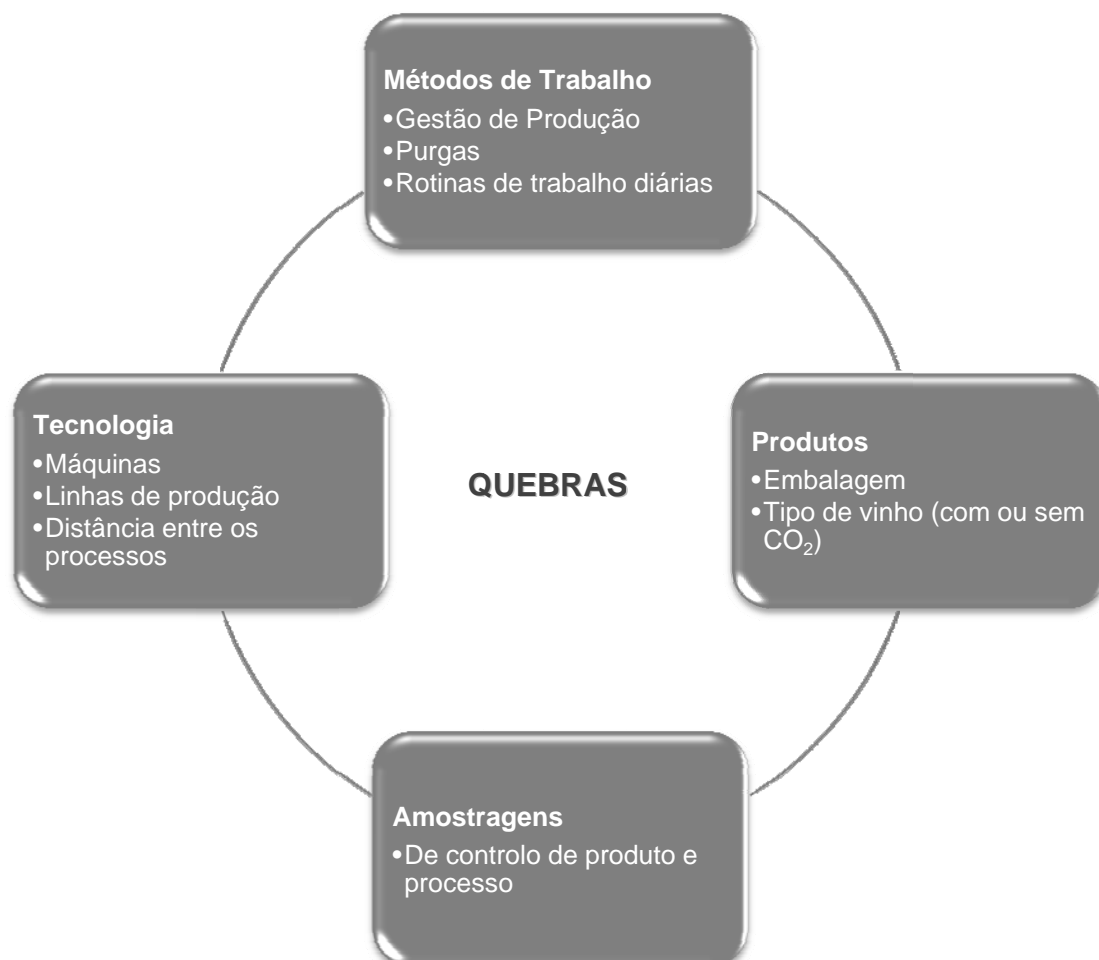 Métodos de Trabalho
•Gestão de Produção
•Purgas
•Rotinas de trabalho diárias
Tecnologia
•Máquinas
•Linhas de produção
•Distância entre os
processos
QUEBRAS
Produtos
•Embalagem
•Tipo de vinho (com ou sem
CO₂)
Amostragens
•De controlo de produto e
processo